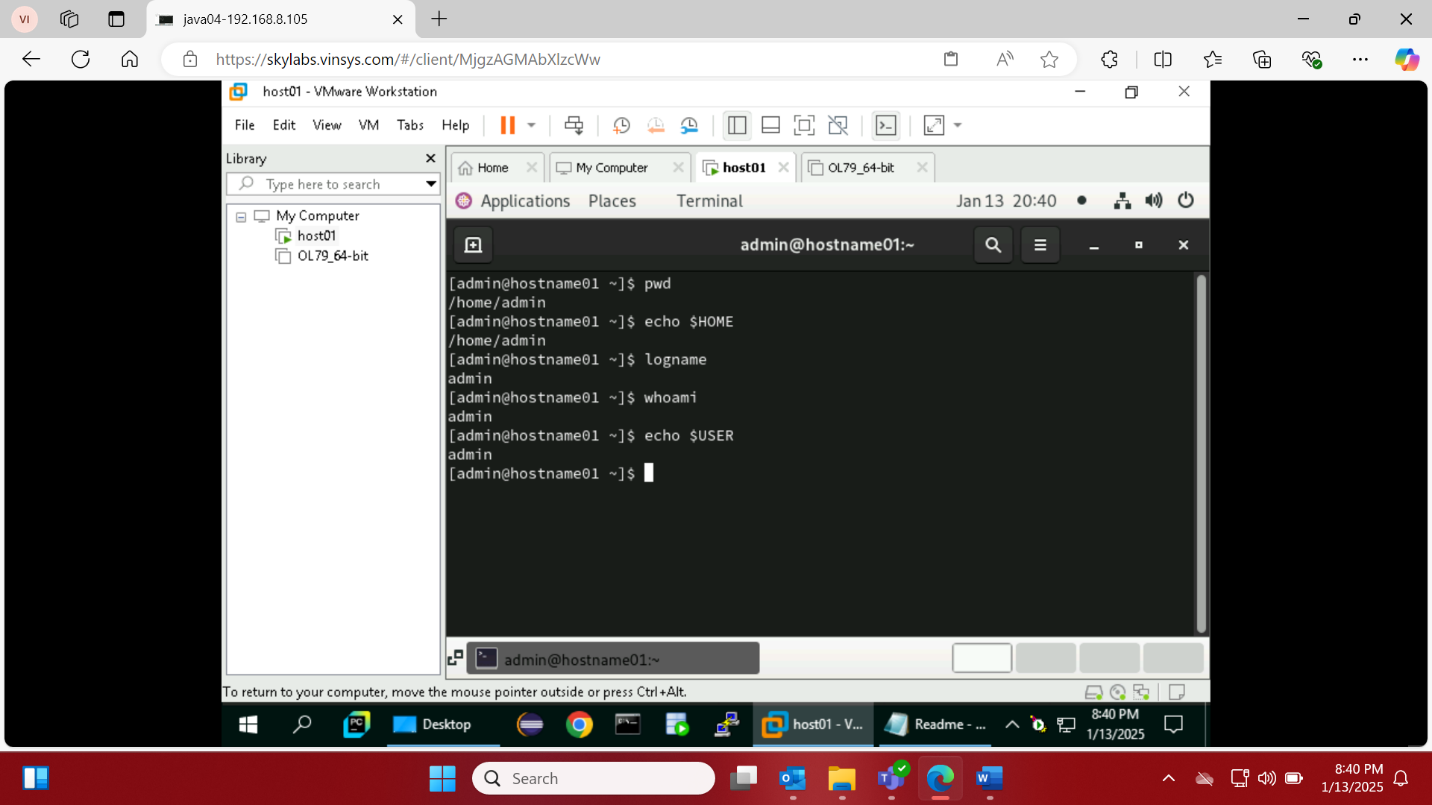 VI
java04-192.168.8.105
https://skylabs.vinsys.com/#/client/MjgzAGMAbXlzcWw
host01 - VMware Workstation
File Edit View VM Tabs Help
Library
Type here to search
My Computer
host01
OL79_64-bit
Home My Computer host01 OL79_64-bit
Applications Places Terminal Jan 13 20:40
admin@hostname01:~
[admin@hostname01 ~]$ pwd
/home/admin
[admin@hostname01 ~]$ echo $HOME
/home/admin
[admin@hostname01 ~]$ logname
admin
[admin@hostname01 ~]$ whoami
admin
[admin@hostname01 ~]$ echo $USER
admin
[admin@hostname01 ~]$
admin@hostname01:~
To return to your computer, move the mouse pointer outside or press Ctrl+Alt.
PC Desktop host01 - V... Readme - ... 8:40 PM
1/13/2025
Search 8:40 PM
1/13/2025